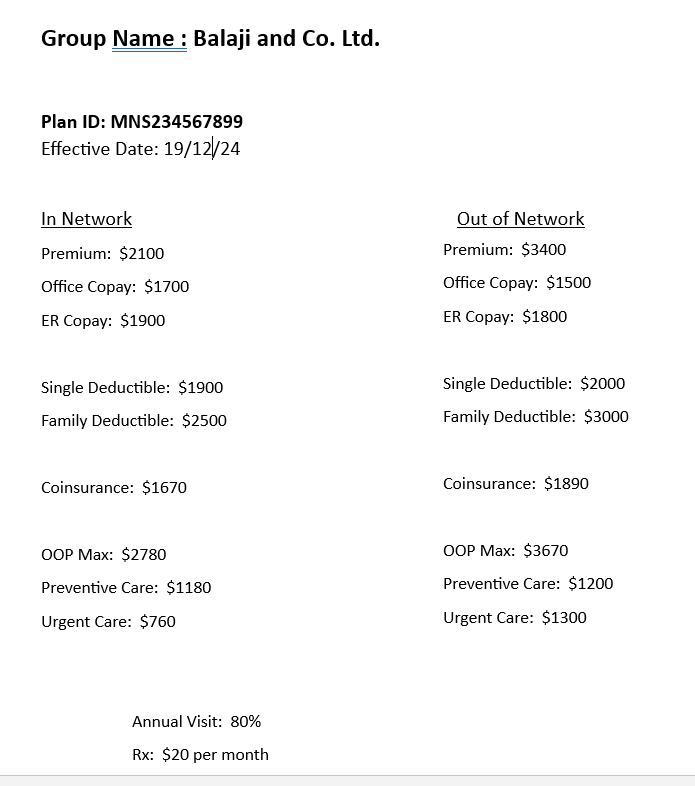 Group Name : Balaji and Co. Ltd.
Plan ID: MNS234567899
Effective Date: 19/12/24
In Network
Premium: $2100
Office Copay: $1700
ER Copay: $1900
Single Deductible: $1900
Family Deductible: $2500
Coinsurance: $1670
OOP Max: $2780
Preventive Care: $1180
Urgent Care: $760
Out of Network
Premium: $3400
Office Copay: $1500
ER Copay: $1800
Single Deductible: $2000
Family Deductible: $3000
Coinsurance: $1890
OOP Max: $3670
Preventive Care: $1200
Urgent Care: $1300
Annual Visit: 80%
Rx: $20 per month